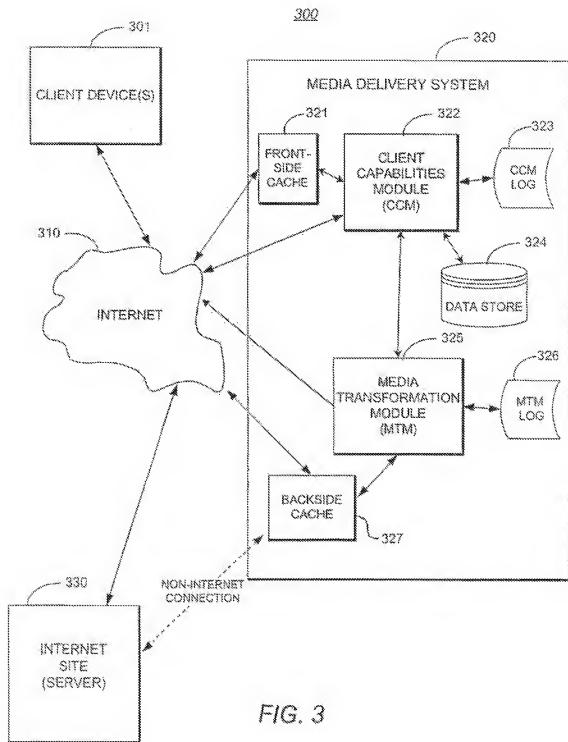 300
301
CLIENT DEVICE(S)
320
MEDIA DELIVERY SYSTEM
321
FRONT-
SIDE
CACHE
322
CLIENT
CAPABILITIES
MODULE
(CCM)
323
CCM
LOG
324
DATA STORE
310
INTERNET
325
MEDIA
TRANSFORMATION
MODULE
(MTM)
326
MTM
LOG
BACKSIDE
CACHE
327
NON-INTERNET
CONNECTION
330
INTERNET
SITE
(SERVER)
FIG. 3